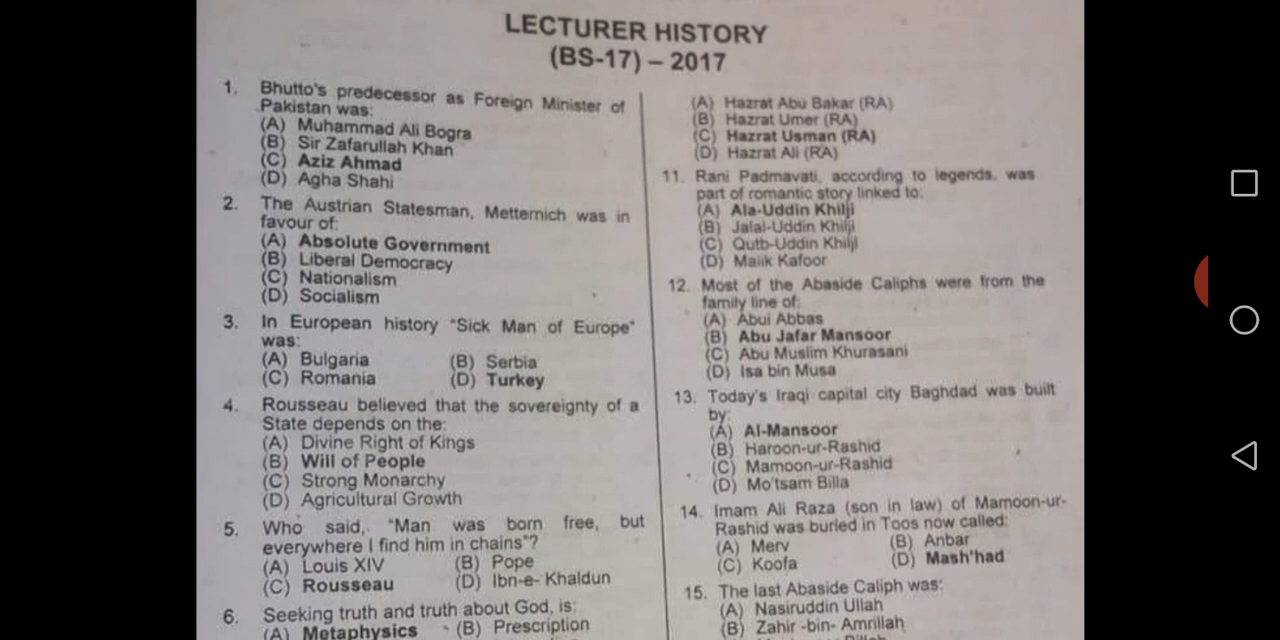 LECTURER HISTORY
(BS-17) – 2017
1. Bhutto's predecessor as Foreign Minister of
Pakistan was:
(A) Muhammad Ali Bogra
(B) Sir Zafarullah Khan
(C) Aziz Ahmad
(D) Agha Shahi
2. The Austrian Statesman, Metternich was in
favour of:
(A) Absolute Government
(B) Liberal Democracy
(C) Nationalism
(D) Socialism
3. In European history "Sick Man of Europe"
was:
(A) Bulgaria (B) Serbia
(C) Romania (D) Turkey
4. Rousseau believed that the sovereignty of a
State depends on the:
(A) Divine Right of Kings
(B) Will of People
(C) Strong Monarchy
(D) Agricultural Growth
5. Who said, "Man was born free, but
everywhere I find him in chains"?
(A) Louis XIV (B) Pope
(C) Rousseau (D) Ibn-e- Khaldun
6. Seeking truth and truth about God, is:
(A) Metaphysics (B) Prescription
(A) Hazrat Abu Bakar (RA)
(B) Hazrat Umer (RA)
(C) Hazrat Usman (RA)
(D) Hazrat Ali (RA)
11. Rani Padmavati, according to legends, was
part of romantic story linked to:
(A) Ala-Uddin Khilji
(B) Jalal-Uddin Khilji
(C) Qutb-Uddin Khilji
(D) Malik Kafoor
12. Most of the Abaside Caliphs were from the
family line of:
(A) Abul Abbas
(B) Abu Jafar Mansoor
(C) Abu Muslim Khurasani
(D) Isa bin Musa
13. Today's Iraqi capital city Baghdad was built
by:
(A) Al-Mansoor
(B) Haroon-ur-Rashid
(C) Mamoon-ur-Rashid
(D) Mo'tsam Billa
14. Imam Ali Raza (son in law) of Mamoon-ur-
Rashid was buried in Toos now called:
(A) Merv (B) Anbar
(C) Koofa (D) Mash'had
15. The last Abaside Caliph was:
(A) Nasiruddin Ullah
(B) Zahir -bin- Amrillah